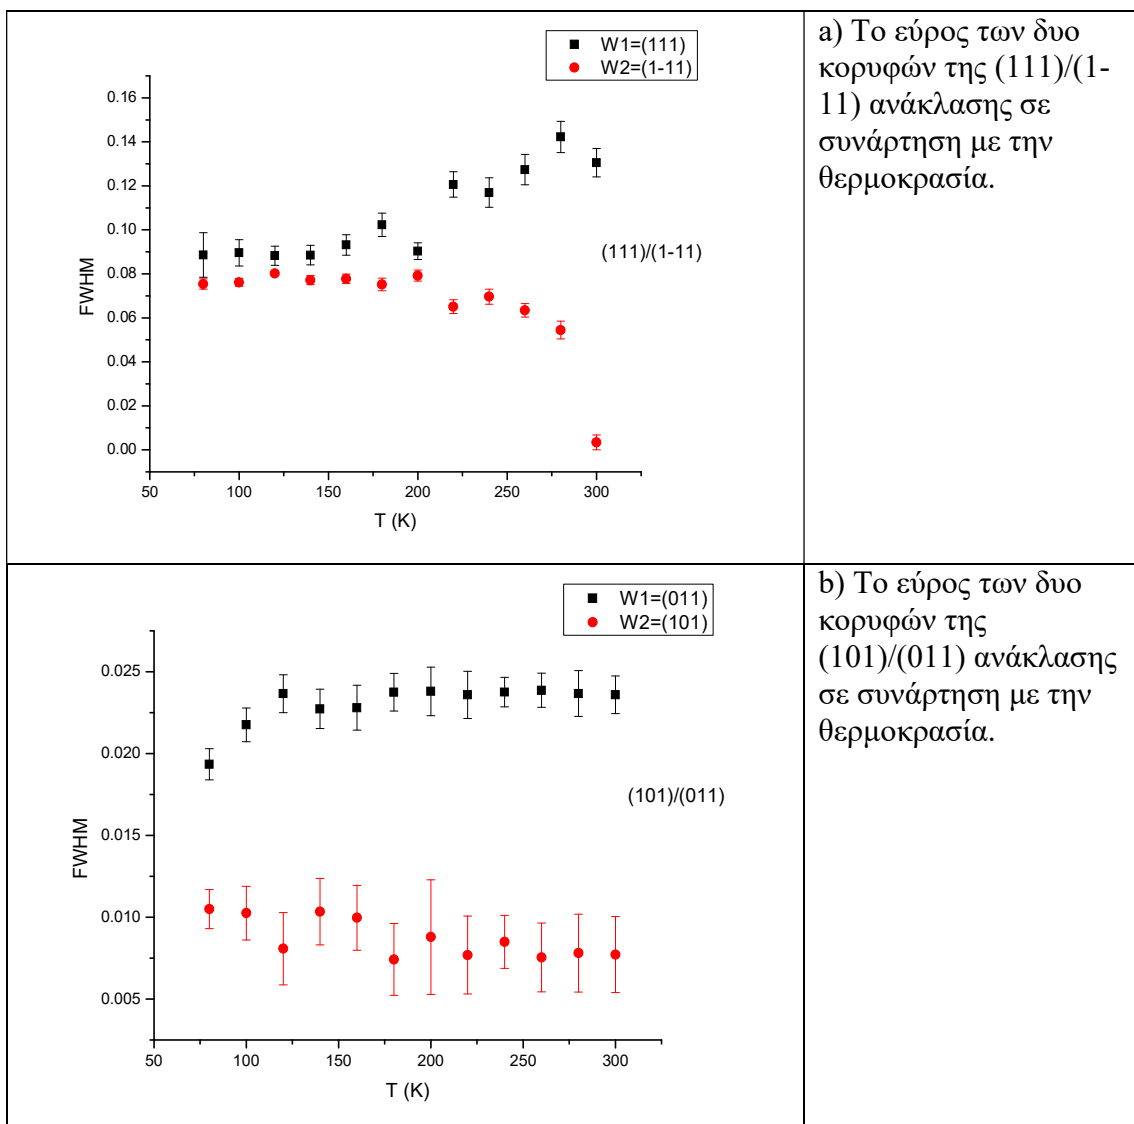 W1=(111)
W2=(1-11)
0.16
0.14
0.12
0.10
0.08
0.06
0.04
0.02
0.00
FWHM
(111)/(1-11)
50
100
150
200
250
300
T (K)
a) Το εύρος των δυο
κορυφών της (111)/(1-
11) ανάκλασης σε
συνάρτηση με την
θερμοκρασία.
W1=(011)
W2=(101)
0.025
0.020
0.015
0.010
0.005
FWHM
(101)/(011)
50
100
150
200
250
300
T (K)
b) Το εύρος των δυο
κορυφών της
(101)/(011) ανάκλασης
σε συνάρτηση με την
θερμοκρασία.